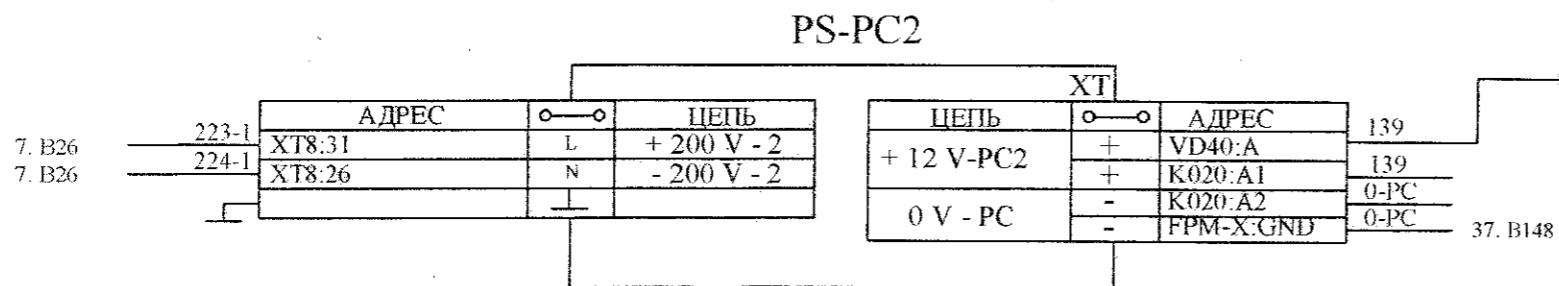 PS-PC2
XT
АДРЕС ЦЕПЬ
ЦЕПЬ АДРЕС
7. B26 223-1 XT8:31 L + 200 V - 2
7. B26 224-1 XT8:26 N - 200 V - 2
+ 12 V-PC2 + VD40:A 139
+ K020:A1 139
0 V - PC - K020:A2 0-PC
- FPM-X:GND 0-PC 37. B148